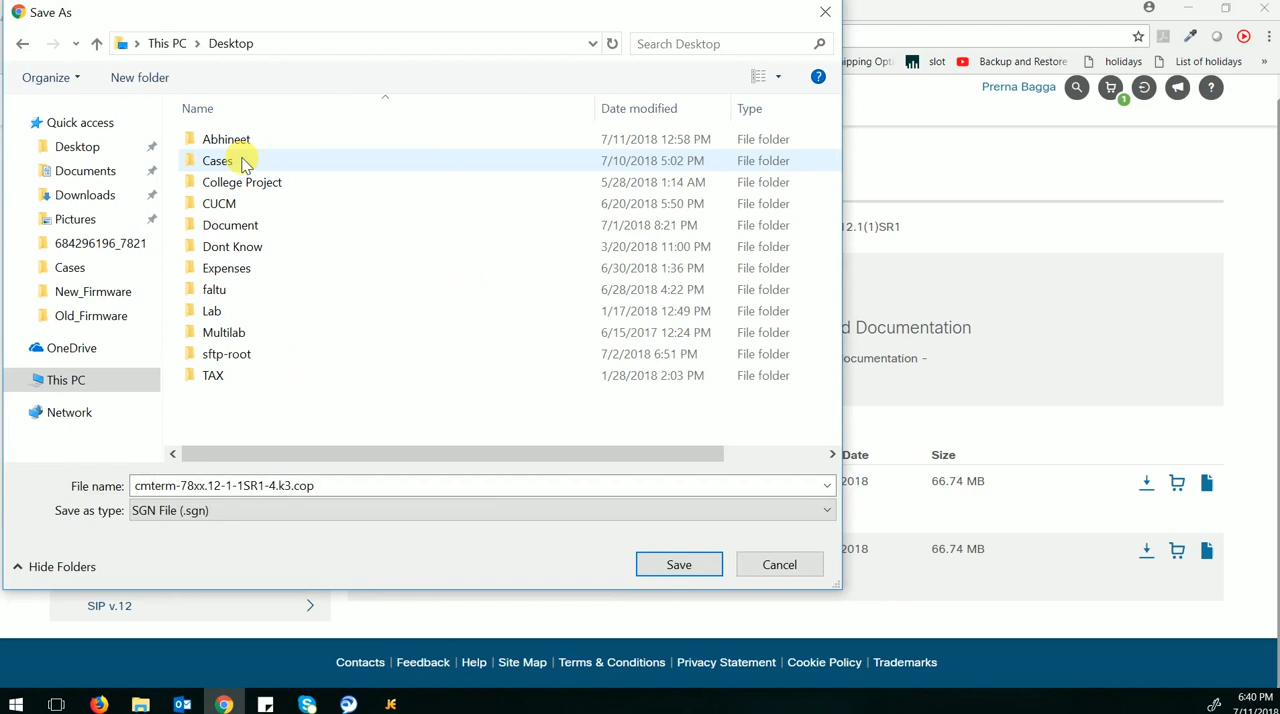 Save As
This PC
Desktop
Search Desktop
Organize
New folder
?
hipping Opti
slot
Backup and Restore
holidays
List of holidays
»
Prerna Bagga
1
?
Name
Date modified
Type
Quick access
Desktop
Documents
Downloads
Pictures
684296196_7821
Cases
New_Firmware
Old_Firmware
OneDrive
This PC
Network
Abhineet 7/11/2018 12:58 PM File folder
Cases 7/10/2018 5:02 PM File folder
College Project 5/28/2018 1:14 AM File folder
CUCM 6/20/2018 5:50 PM File folder
Document 7/1/2018 8:21 PM File folder
Dont Know 3/20/2018 11:00 PM File folder
Expenses 6/30/2018 1:36 PM File folder
faltu 6/28/2018 4:22 PM File folder
Lab 1/17/2018 12:49 PM File folder
Multilab 6/15/2017 12:24 PM File folder
sftp-root 7/2/2018 6:51 PM File folder
TAX 1/28/2018 2:03 PM File folder
File name: cmterm-78xx.12-1-1SR1-4.k3.cop
Save as type: SGN File (.sgn)
Hide Folders
Save
Cancel
12.1(1)SR1
d Documentation
ocumentation –
Date
Size
2018 66.74 MB
2018 66.74 MB
SIP v.12
Contacts | Feedback | Help | Site Map | Terms & Conditions | Privacy Statement | Cookie Policy | Trademarks
6:40 PM
7/11/2018